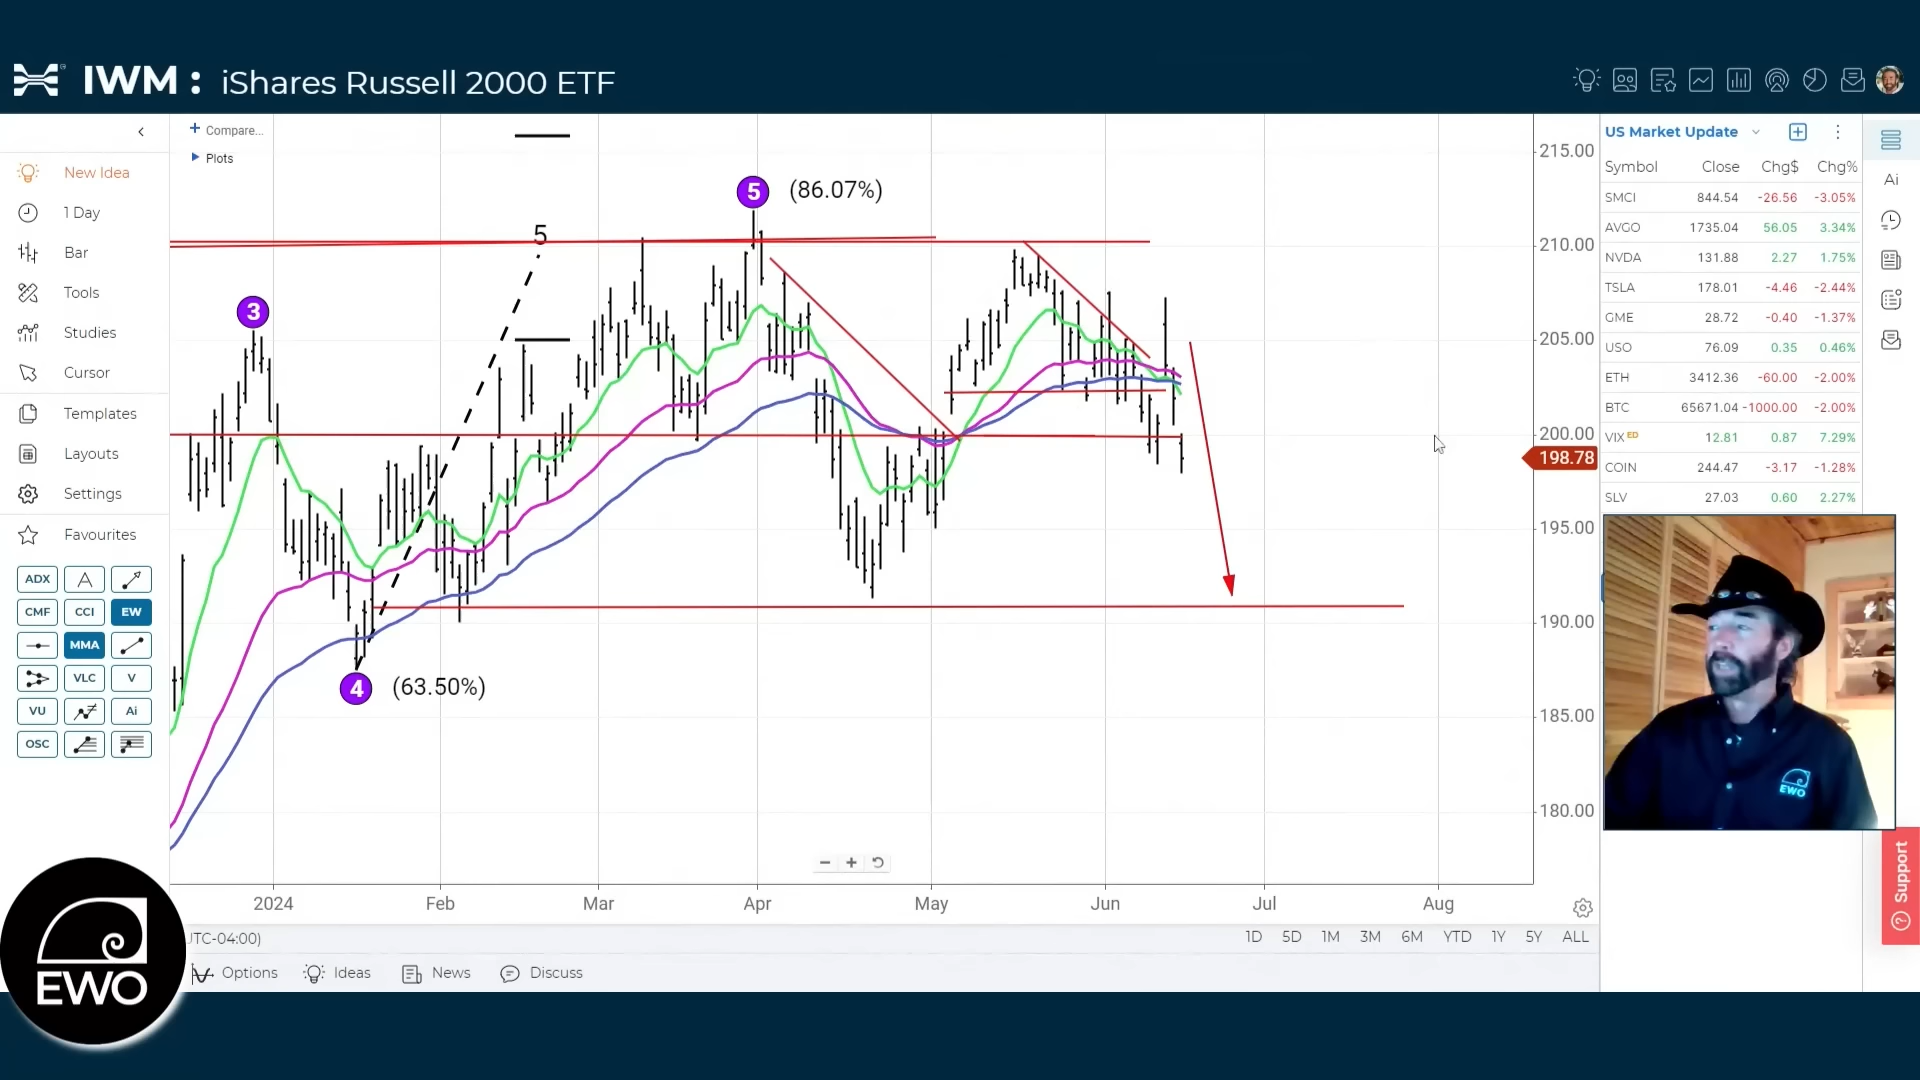 IWM : iShares Russell 2000 ETF
New Idea
1 Day
Bar
Tools
Studies
Cursor
Templates
Layouts
Settings
Favourites
ADX
CMF CCI EW
MMA
VLC V
VU Ai
OSC
EWO
+ Compare...
Plots
3
5
5 (86.07%)
4 (63.50%)
215.00
210.00
205.00
200.00
198.78
195.00
190.00
185.00
180.00
2024 Feb Mar Apr May Jun Jul Aug
UTC-04:00)
1D 5D 1M 3M 6M YTD 1Y 5Y ALL
Options Ideas News Discuss
US Market Update
Symbol Close Chg$ Chg%
SMCI 844.54 -26.56 -3.05%
AVGO 1735.04 56.05 3.34%
NVDA 131.88 2.27 1.75%
TSLA 178.01 -4.46 -2.44%
GME 28.72 -0.40 -1.37%
USO 76.09 0.35 0.46%
ETH 3412.36 -60.00 -2.00%
BTC 65671.04 -1000.00 -2.00%
VIX ED 12.81 0.87 7.29%
COIN 244.47 -3.17 -1.28%
SLV 27.03 0.60 2.27%
EWO
Ai
Support